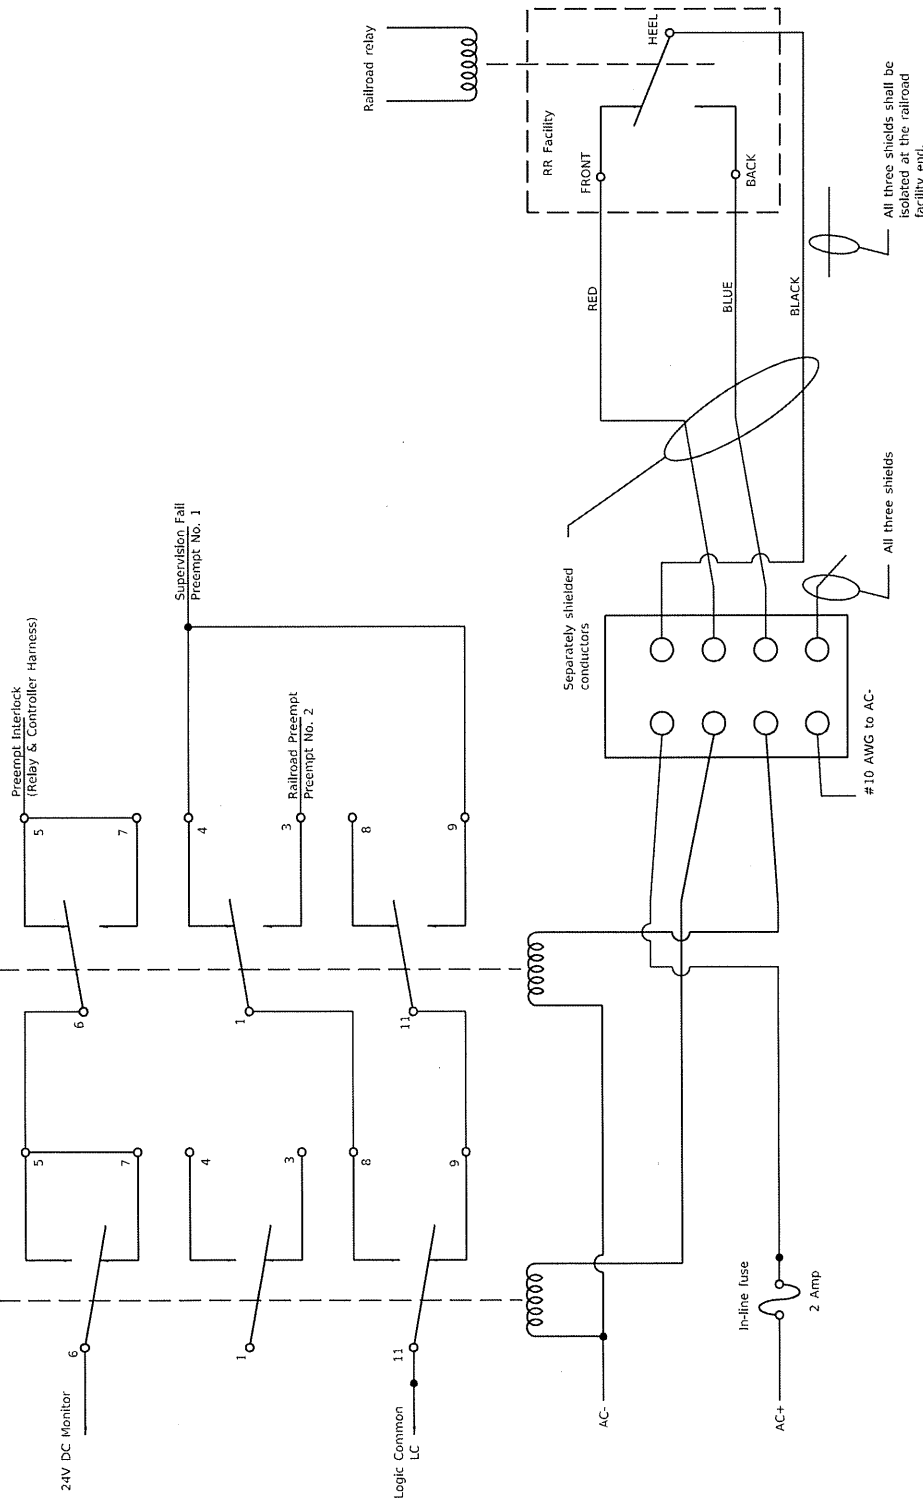 Railroad relay
RR Facility
HEEL
FRONT
BACK
RED
BLUE
BLACK
All three shields shall be
isolated at the railroad
facility end.
Separately shielded
conductors
All three shields
#10 AWG to AC-
Preempt Interlock
(Relay & Controller Harness)
Supervision Fail
Preempt No. 1
Railroad Preempt
Preempt No. 2
5
7
4
3
8
9
6
1
11
5
7
4
3
8
9
6
1
11
24V DC Monitor
Logic Common
LC
AC-
AC+
In-line fuse
2 Amp